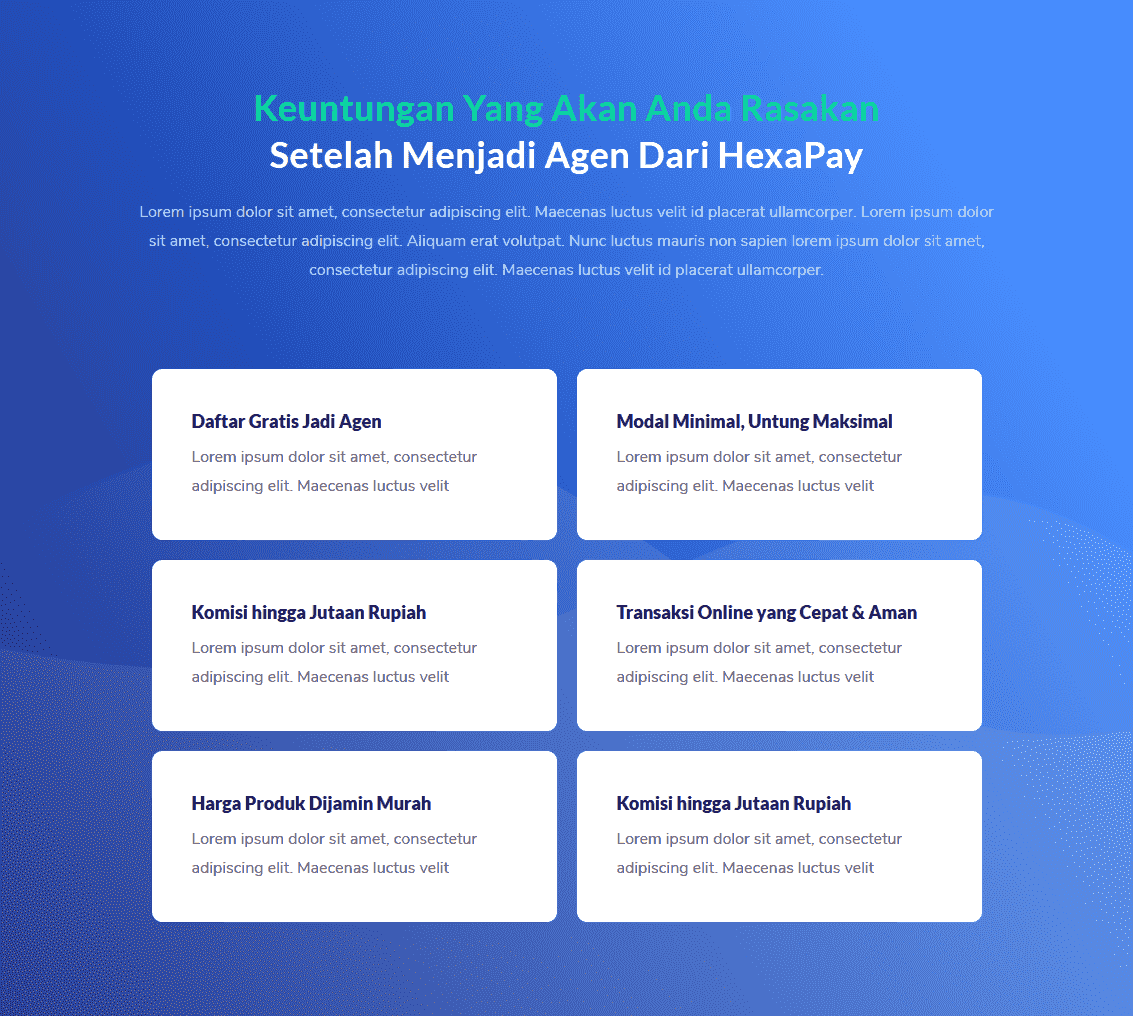 Keuntungan Yang Akan Anda Rasakan
Setelah Menjadi Agen Dari HexaPay
Lorem ipsum dolor sit amet, consectetur adipiscing elit. Maecenas luctus velit id placerat ullamcorper. Lorem ipsum dolor
sit amet, consectetur adipiscing elit. Aliquam erat volutpat. Nunc luctus mauris non sapien lorem ipsum dolor sit amet,
consectetur adipiscing elit. Maecenas luctus velit id placerat ullamcorper.
Daftar Gratis Jadi Agen
Lorem ipsum dolor sit amet, consectetur
adipiscing elit. Maecenas luctus velit
Modal Minimal, Untung Maksimal
Lorem ipsum dolor sit amet, consectetur
adipiscing elit. Maecenas luctus velit
Komisi hingga Jutaan Rupiah
Lorem ipsum dolor sit amet, consectetur
adipiscing elit. Maecenas luctus velit
Transaksi Online yang Cepat & Aman
Lorem ipsum dolor sit amet, consectetur
adipiscing elit. Maecenas luctus velit
Harga Produk Dijamin Murah
Lorem ipsum dolor sit amet, consectetur
adipiscing elit. Maecenas luctus velit
Komisi hingga Jutaan Rupiah
Lorem ipsum dolor sit amet, consectetur
adipiscing elit. Maecenas luctus velit